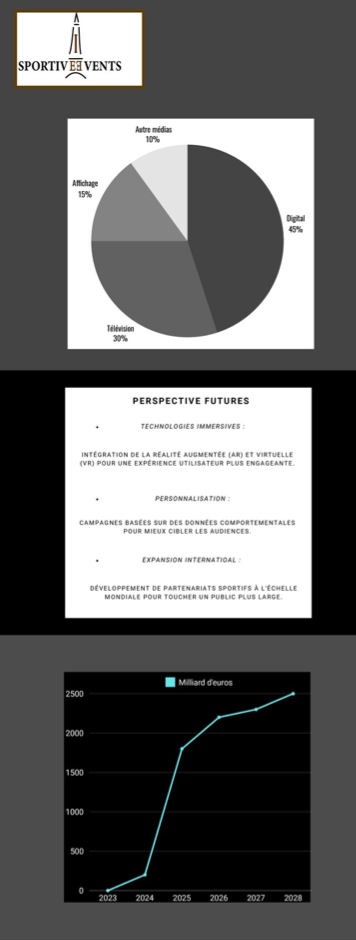 SPORTIVEEVENTS
Autre médias
10%
Affichage
15%
Digital
45%
Télévision
30%
PERSPECTIVE FUTURES
• TECHNOLOGIES IMMERSIVES :
INTÉGRATION DE LA RÉALITÉ AUGMENTÉE (AR) ET VIRTUELLE
(VR) POUR UNE EXPÉRIENCE UTILISATEUR PLUS ENGAGEANTE.
• PERSONNALISATION :
CAMPAGNES BASÉES SUR DES DONNÉES COMPORTEMENTALES
POUR MIEUX CIBLER LES AUDIENCES.
• EXPANSION INTERNATIOAL :
DÉVELOPPEMENT DE PARTENARIATS SPORTIFS À L'ÉCHELLE
MONDIALE POUR TOUCHER UN PUBLIC PLUS LARGE.
Milliard d'euros
2500
2000
1500
1000
500
0
2023 2024 2025 2026 2027 2028